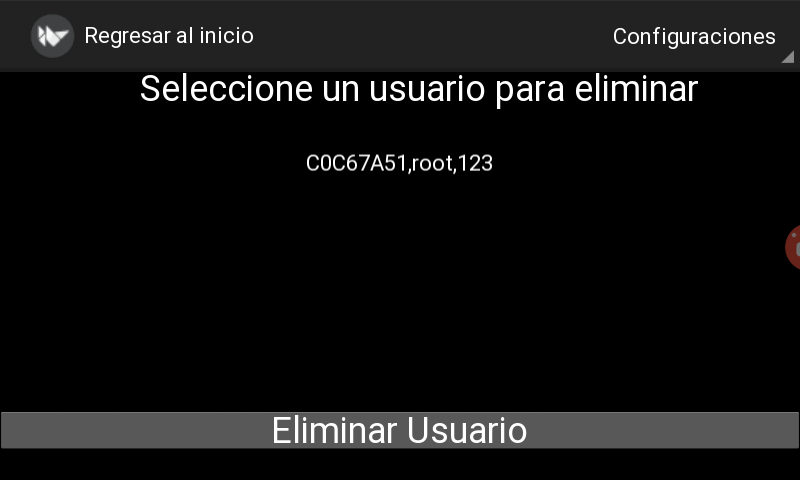 Regresar al inicio
Configuraciones
Seleccione un usuario para eliminar
C0C67A51,root,123
Eliminar Usuario